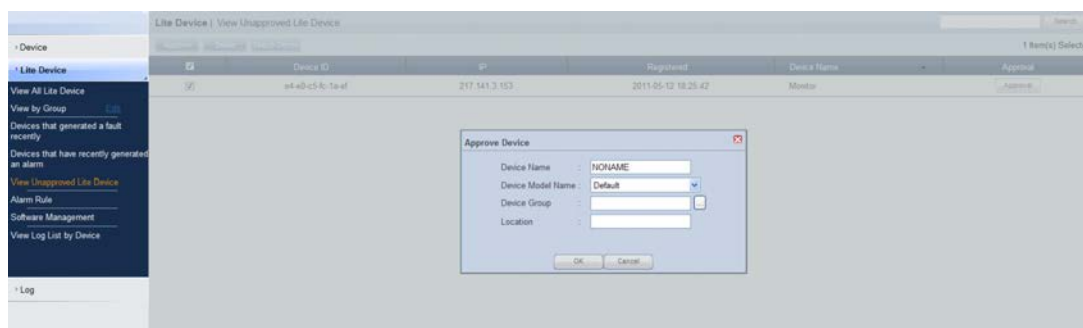 Lite Device | View Unapproved Lite Device
Search
1 Item(s) Select
› Device
› Lite Device
View All Lite Device
View by Group Edit
Devices that generated a fault
recently
Devices that have recently generated
an alarm
View Unapproved Lite Device
Alarm Rule
Software Management
View Log List by Device
› Log
Device ID IP Registered Device Name Approval
217.141.3.153 2011-05-12 18:25:42 Monitor Approval
Approve Device
Device Name : NONAME
Device Model Name : Default
Device Group : ...
Location :
OK Cancel